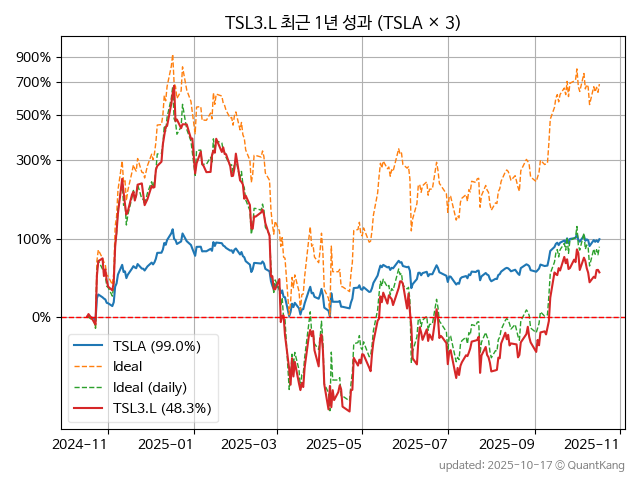 TSL3.L 최근 1년 성과 (TSLA × 3)
900%
700%
500%
300%
100%
0%
TSLA (99.0%)
Ideal
Ideal (daily)
TSL3.L (48.3%)
2024-11 2025-01 2025-03 2025-05 2025-07 2025-09 2025-11
updated: 2025-10-17 © QuantKang